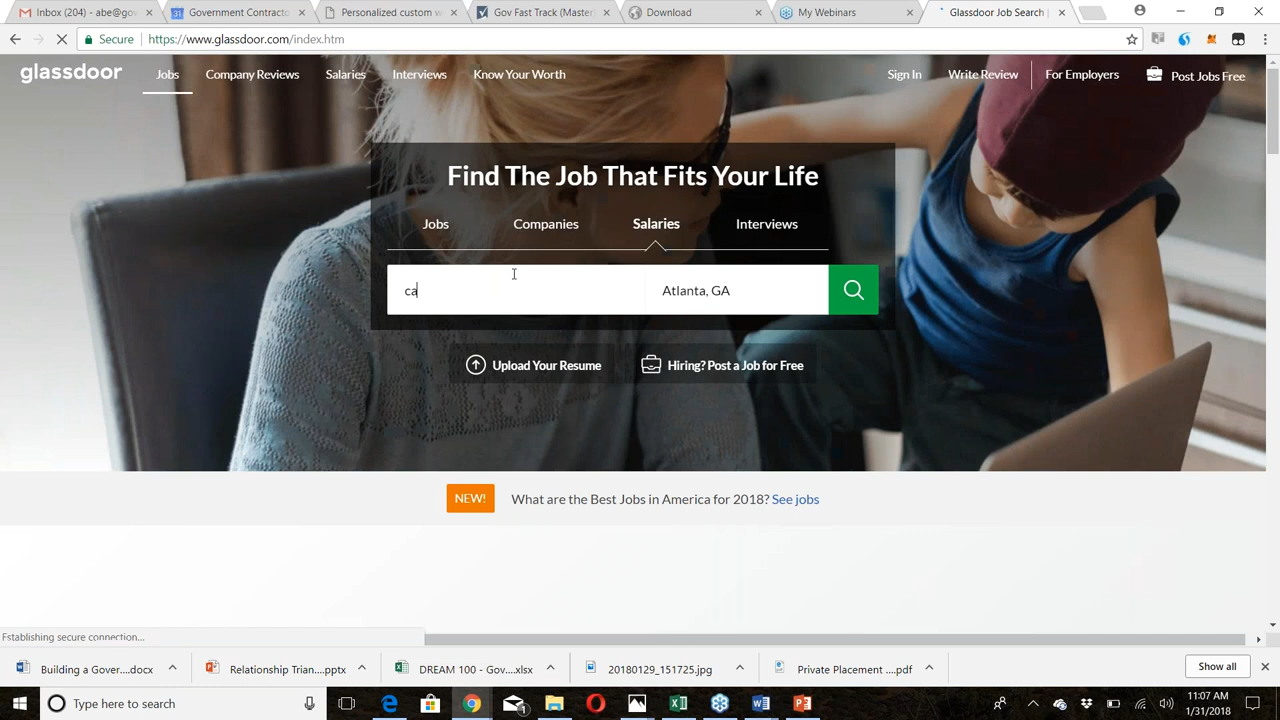 Inbox (204) - abe@gov
Government Contracto
Personalized custom w
Gov Fast Track (Master
Download
My Webinars
Glassdoor Job Search |
Secure
https://www.glassdoor.com/index.htm
glassdoor
Jobs
Company Reviews
Salaries
Interviews
Know Your Worth
Sign In
Write Review
For Employers
Post Jobs Free
Find The Job That Fits Your Life
Jobs
Companies
Salaries
Interviews
ca
Atlanta, GA
Upload Your Resume
Hiring? Post a Job for Free
NEW!
What are the Best Jobs in America for 2018? See jobs
Establishing secure connection...
Building a Gover....docx
Relationship Trian....pptx
DREAM 100 - Gov....xlsx
20180129_151725.jpg
Private Placement ....pdf
Show all
Type here to search
11:07 AM
1/31/2018